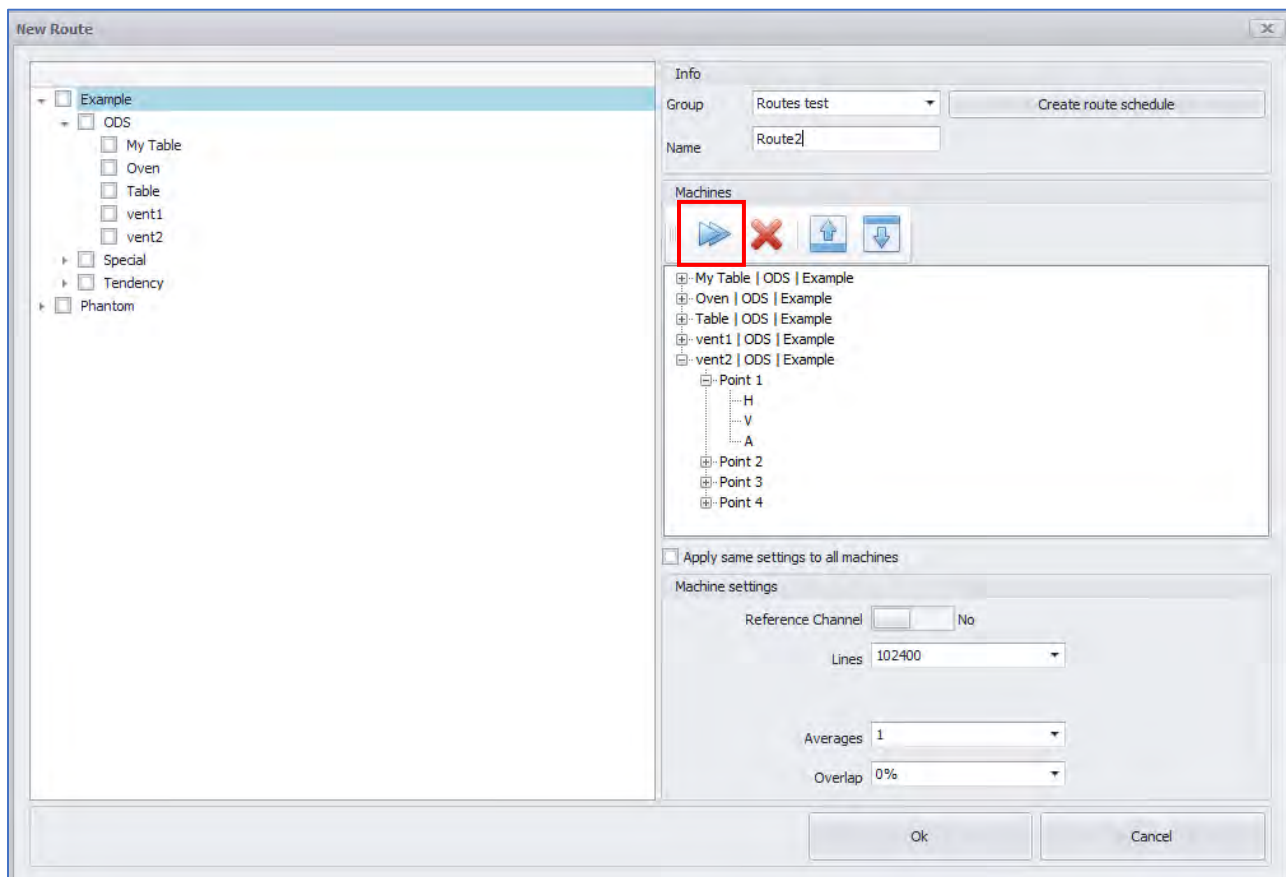 New Route
Example
ODS
My Table
Oven
Table
vent1
vent2
Special
Tendency
Phantom
Info
Group Routes test Create route schedule
Name Route2
Machines
My Table | ODS | Example
Oven | ODS | Example
Table | ODS | Example
vent1 | ODS | Example
vent2 | ODS | Example
Point 1
H
V
A
Point 2
Point 3
Point 4
Apply same settings to all machines
Machine settings
Reference Channel No
Lines 102400
Averages 1
Overlap 0%
Ok Cancel